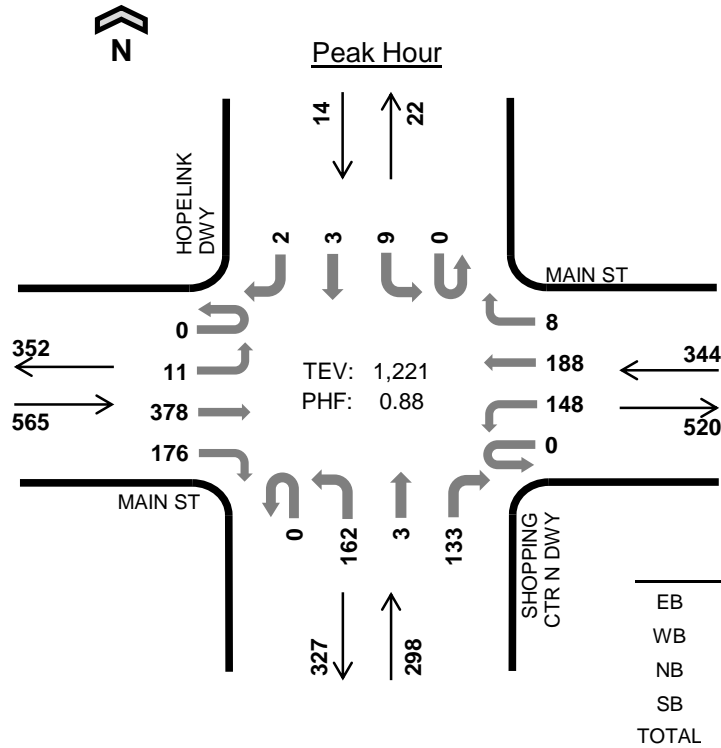 N
Peak Hour
14
22
HOPELINK
DWY
2
3
9
0
MAIN ST
0
8
352
11
TEV: 1,221
188
344
565
378
PHF: 0.88
148
520
176
0
MAIN ST
0
162
3
133
SHOPPING
CTR N DWY
327
298
EB
WB
NB
SB
TOTAL